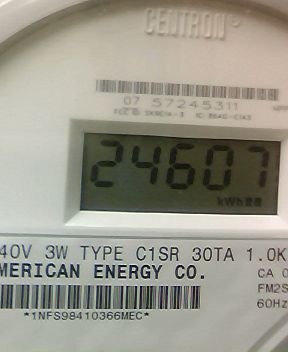 CENTRON®
07 57245311
24607
kWh
40V 3W TYPE C1SR 30TA 1.0K
MERICAN ENERGY CO.
CA 0
FM2S
60Hz
*1NFS98410366MEC*